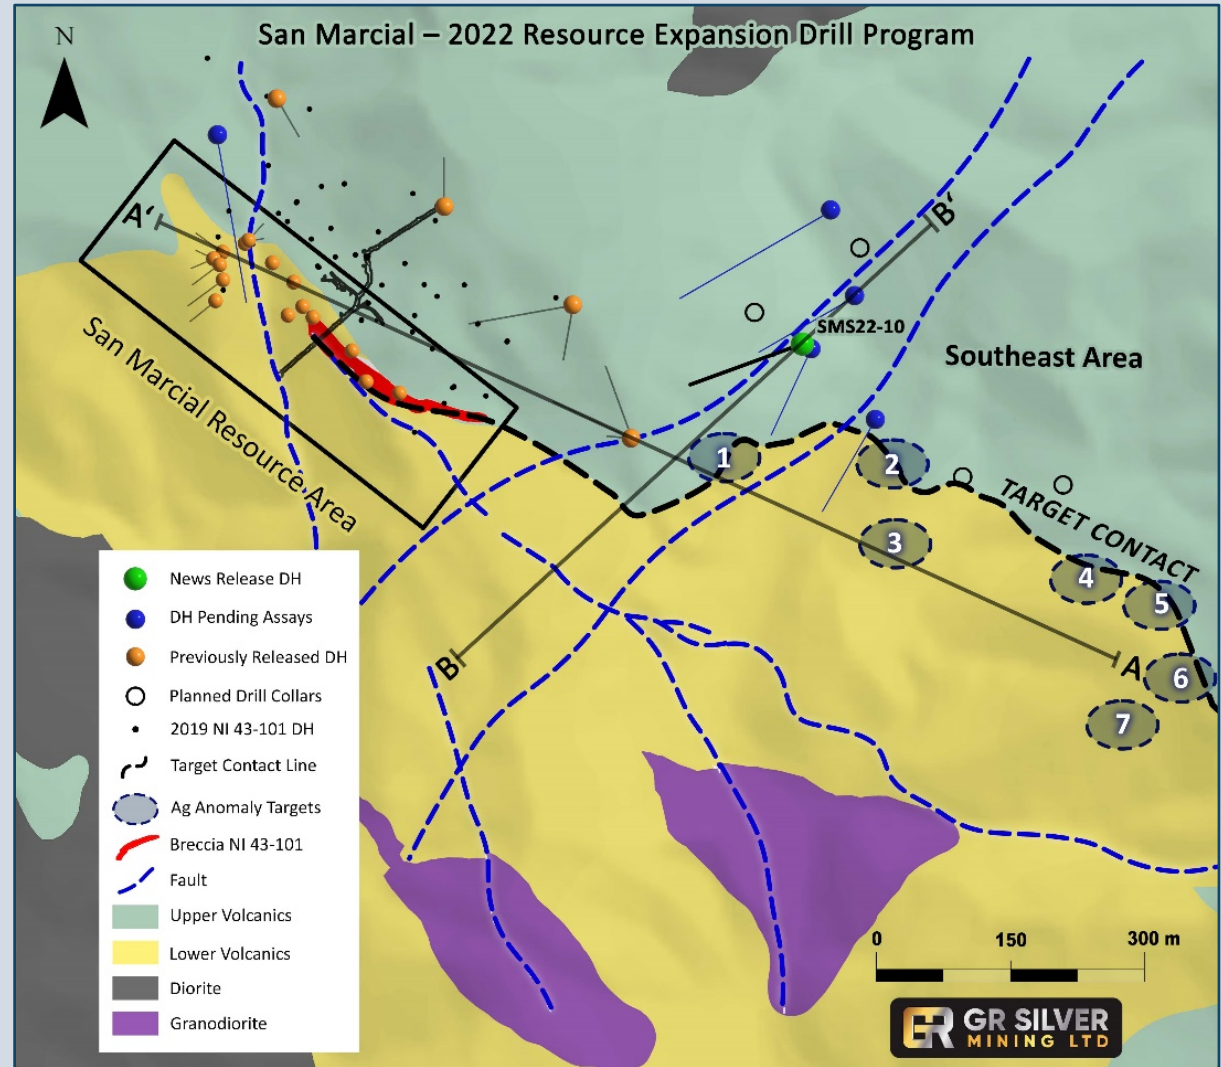 San Marcial – 2022 Resource Expansion Drill Program
N
A'
B'
SMS22-10
Southeast Area
San Marcial Resource Area
1
2
TARGET CONTACT
3
4
5
B
A
6
7
News Release DH
DH Pending Assays
Previously Released DH
Planned Drill Collars
2019 NI 43-101 DH
Target Contact Line
Ag Anomaly Targets
Breccia NI 43-101
Fault
Upper Volcanics
Lower Volcanics
Diorite
Granodiorite
0 150 300 m
GR SILVER
MINING LTD